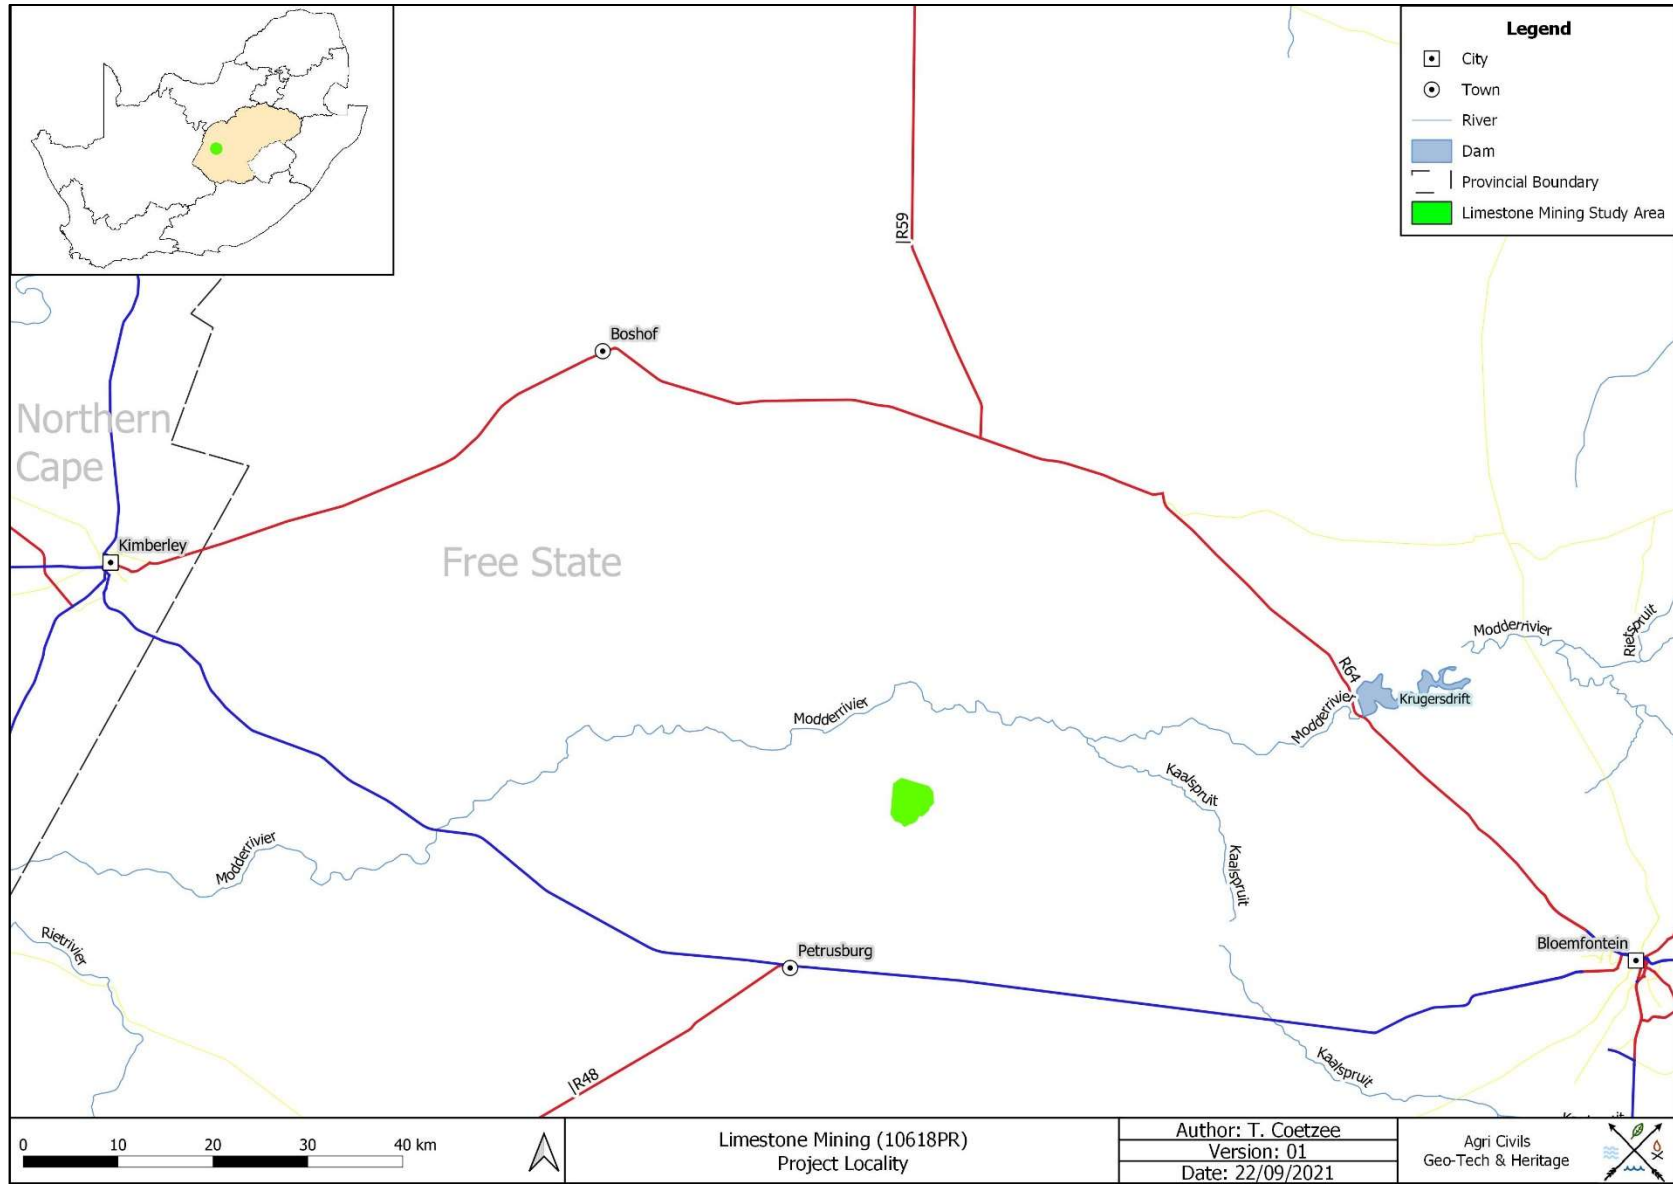 Legend
City
Town
River
Dam
Provincial Boundary
Limestone Mining Study Area
R59
Boshof
Northern
Cape
Kimberley
Free State
Modderrivier
Rietspruit
R64
Krugersdrift
Modderrivier
Modderrivier
Kaalspruit
Kaalspruit
Modderrivier
Rietrivier
Petrusburg
Bloemfontein
R48
Kaalspruit
0 10 20 30 40 km
Limestone Mining (10618PR)
Project Locality
Author: T. Coetzee
Version: 01
Date: 22/09/2021
Agri Civils
Geo-Tech & Heritage